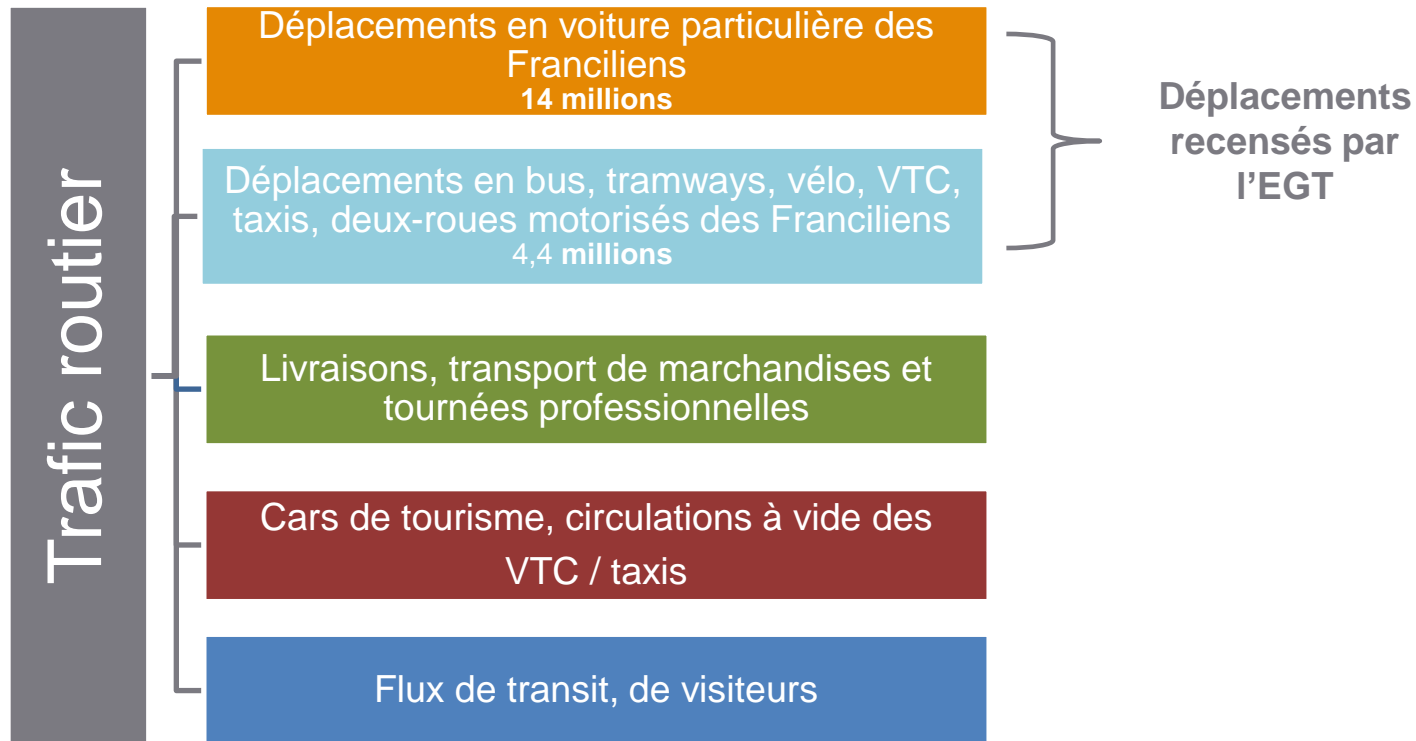 Trafic routier
Déplacements en voiture particulière des
Franciliens
14 millions
Déplacements en bus, tramways, vélo, VTC,
taxis, deux-roues motorisés des Franciliens
4,4 millions
Livraisons, transport de marchandises et
tournées professionnelles
Cars de tourisme, circulations à vide des
VTC / taxis
Flux de transit, de visiteurs
Déplacements
recensés par
l’EGT